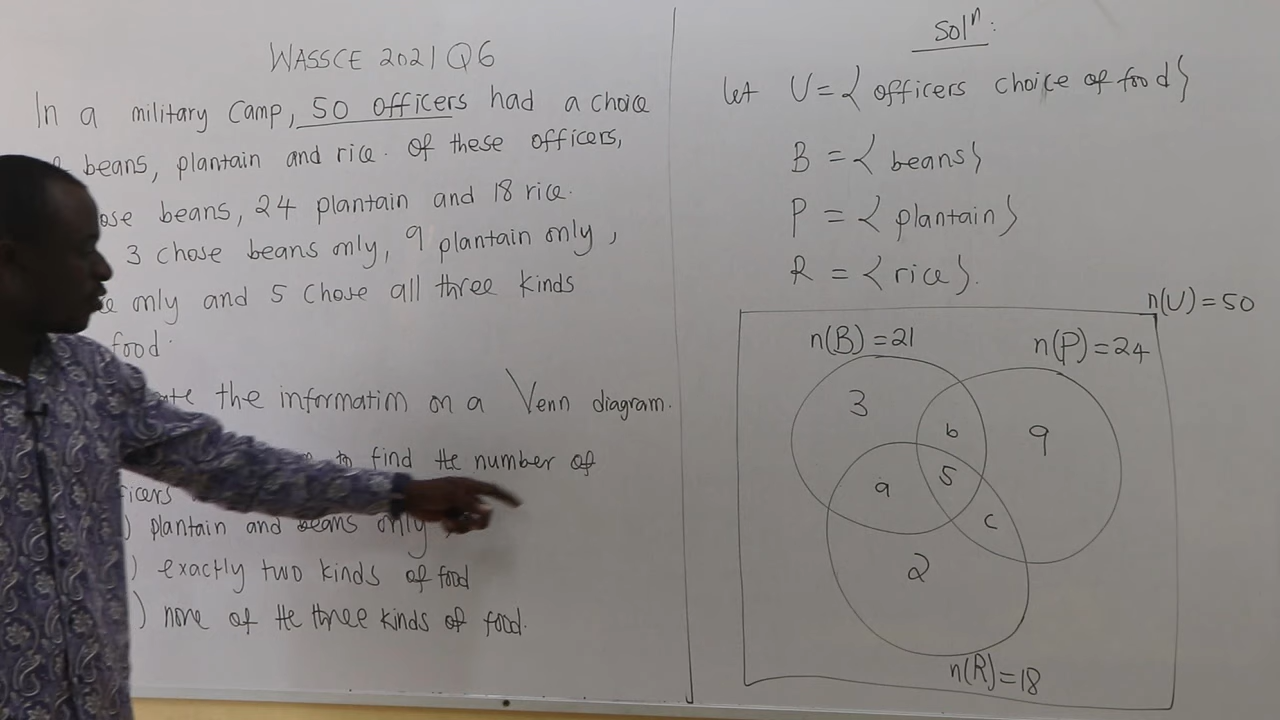 WASSCE 2021 Q6
In a military camp, 50 officers had a choice
beans, plantain and rice. Of these officers,
ose beans, 24 plantain and 18 rice.
3 chose beans only, 9 plantain only,
only and 5 chose all three kinds
food.
the information on a Venn diagram.
to find the number of
ficers
) plantain and beans only,
) exactly two kinds of food
) none of the three kinds of food.
Solⁿ:
Let U = { officers choice of food}
B = { beans}
P = { plantain}
R = { rice}.
n(U) = 50
n(B) = 21
n(P) = 24
3
b
9
a
5
c
2
n(R) = 18